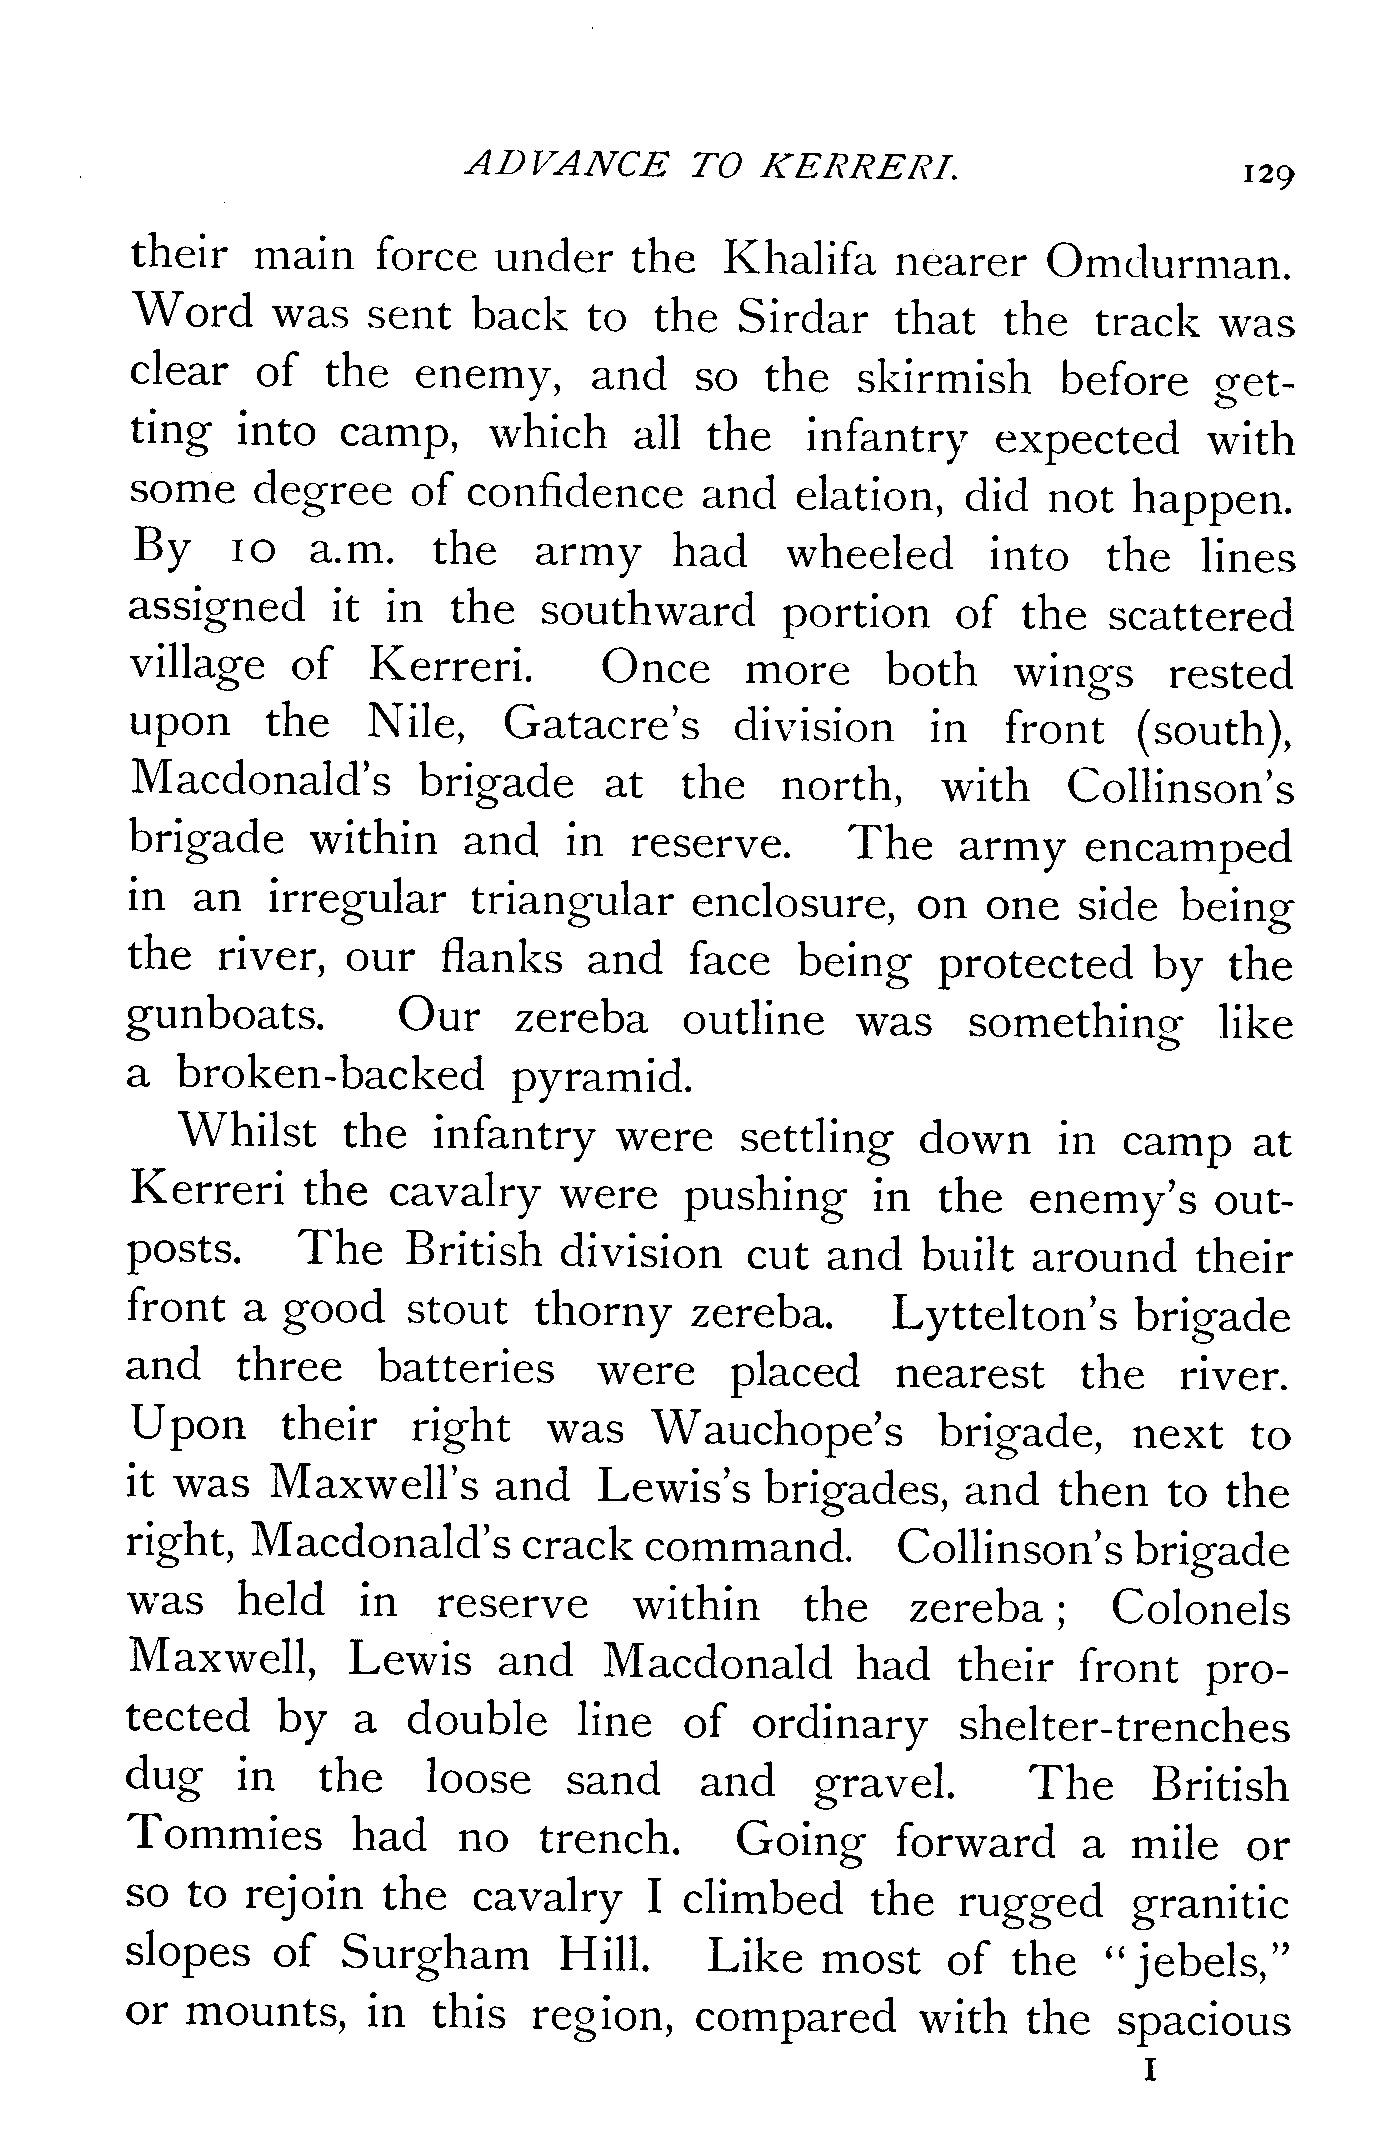 ADVANCE TO KERRERI. 129
their main force under the Khalifa nearer Omdurman.
Word was sent back to the Sirdar that the track was
clear of the enemy, and so the skirmish before get-
ting into camp, which all the infantry expected with
some degree of confidence and elation, did not happen.
By 10 a.m. the army had wheeled into the lines
assigned it in the southward portion of the scattered
village of Kerreri. Once more both wings rested
upon the Nile, Gatacre's division in front (south),
Macdonald's brigade at the north, with Collinson's
brigade within and in reserve. The army encamped
in an irregular triangular enclosure, on one side being
the river, our flanks and face being protected by the
gunboats. Our zereba outline was something like
a broken-backed pyramid.
Whilst the infantry were settling down in camp at
Kerreri the cavalry were pushing in the enemy's out-
posts. The British division cut and built around their
front a good stout thorny zereba. Lyttelton's brigade
and three batteries were placed nearest the river.
Upon their right was Wauchope's brigade, next to
it was Maxwell's and Lewis's brigades, and then to the
right, Macdonald's crack command. Collinson's brigade
was held in reserve within the zereba ; Colonels
Maxwell, Lewis and Macdonald had their front pro-
tected by a double line of ordinary shelter-trenches
dug in the loose sand and gravel. The British
Tommies had no trench. Going forward a mile or
so to rejoin the cavalry I climbed the rugged granitic
slopes of Surgham Hill. Like most of the "jebels,"
or mounts, in this region, compared with the spacious
I